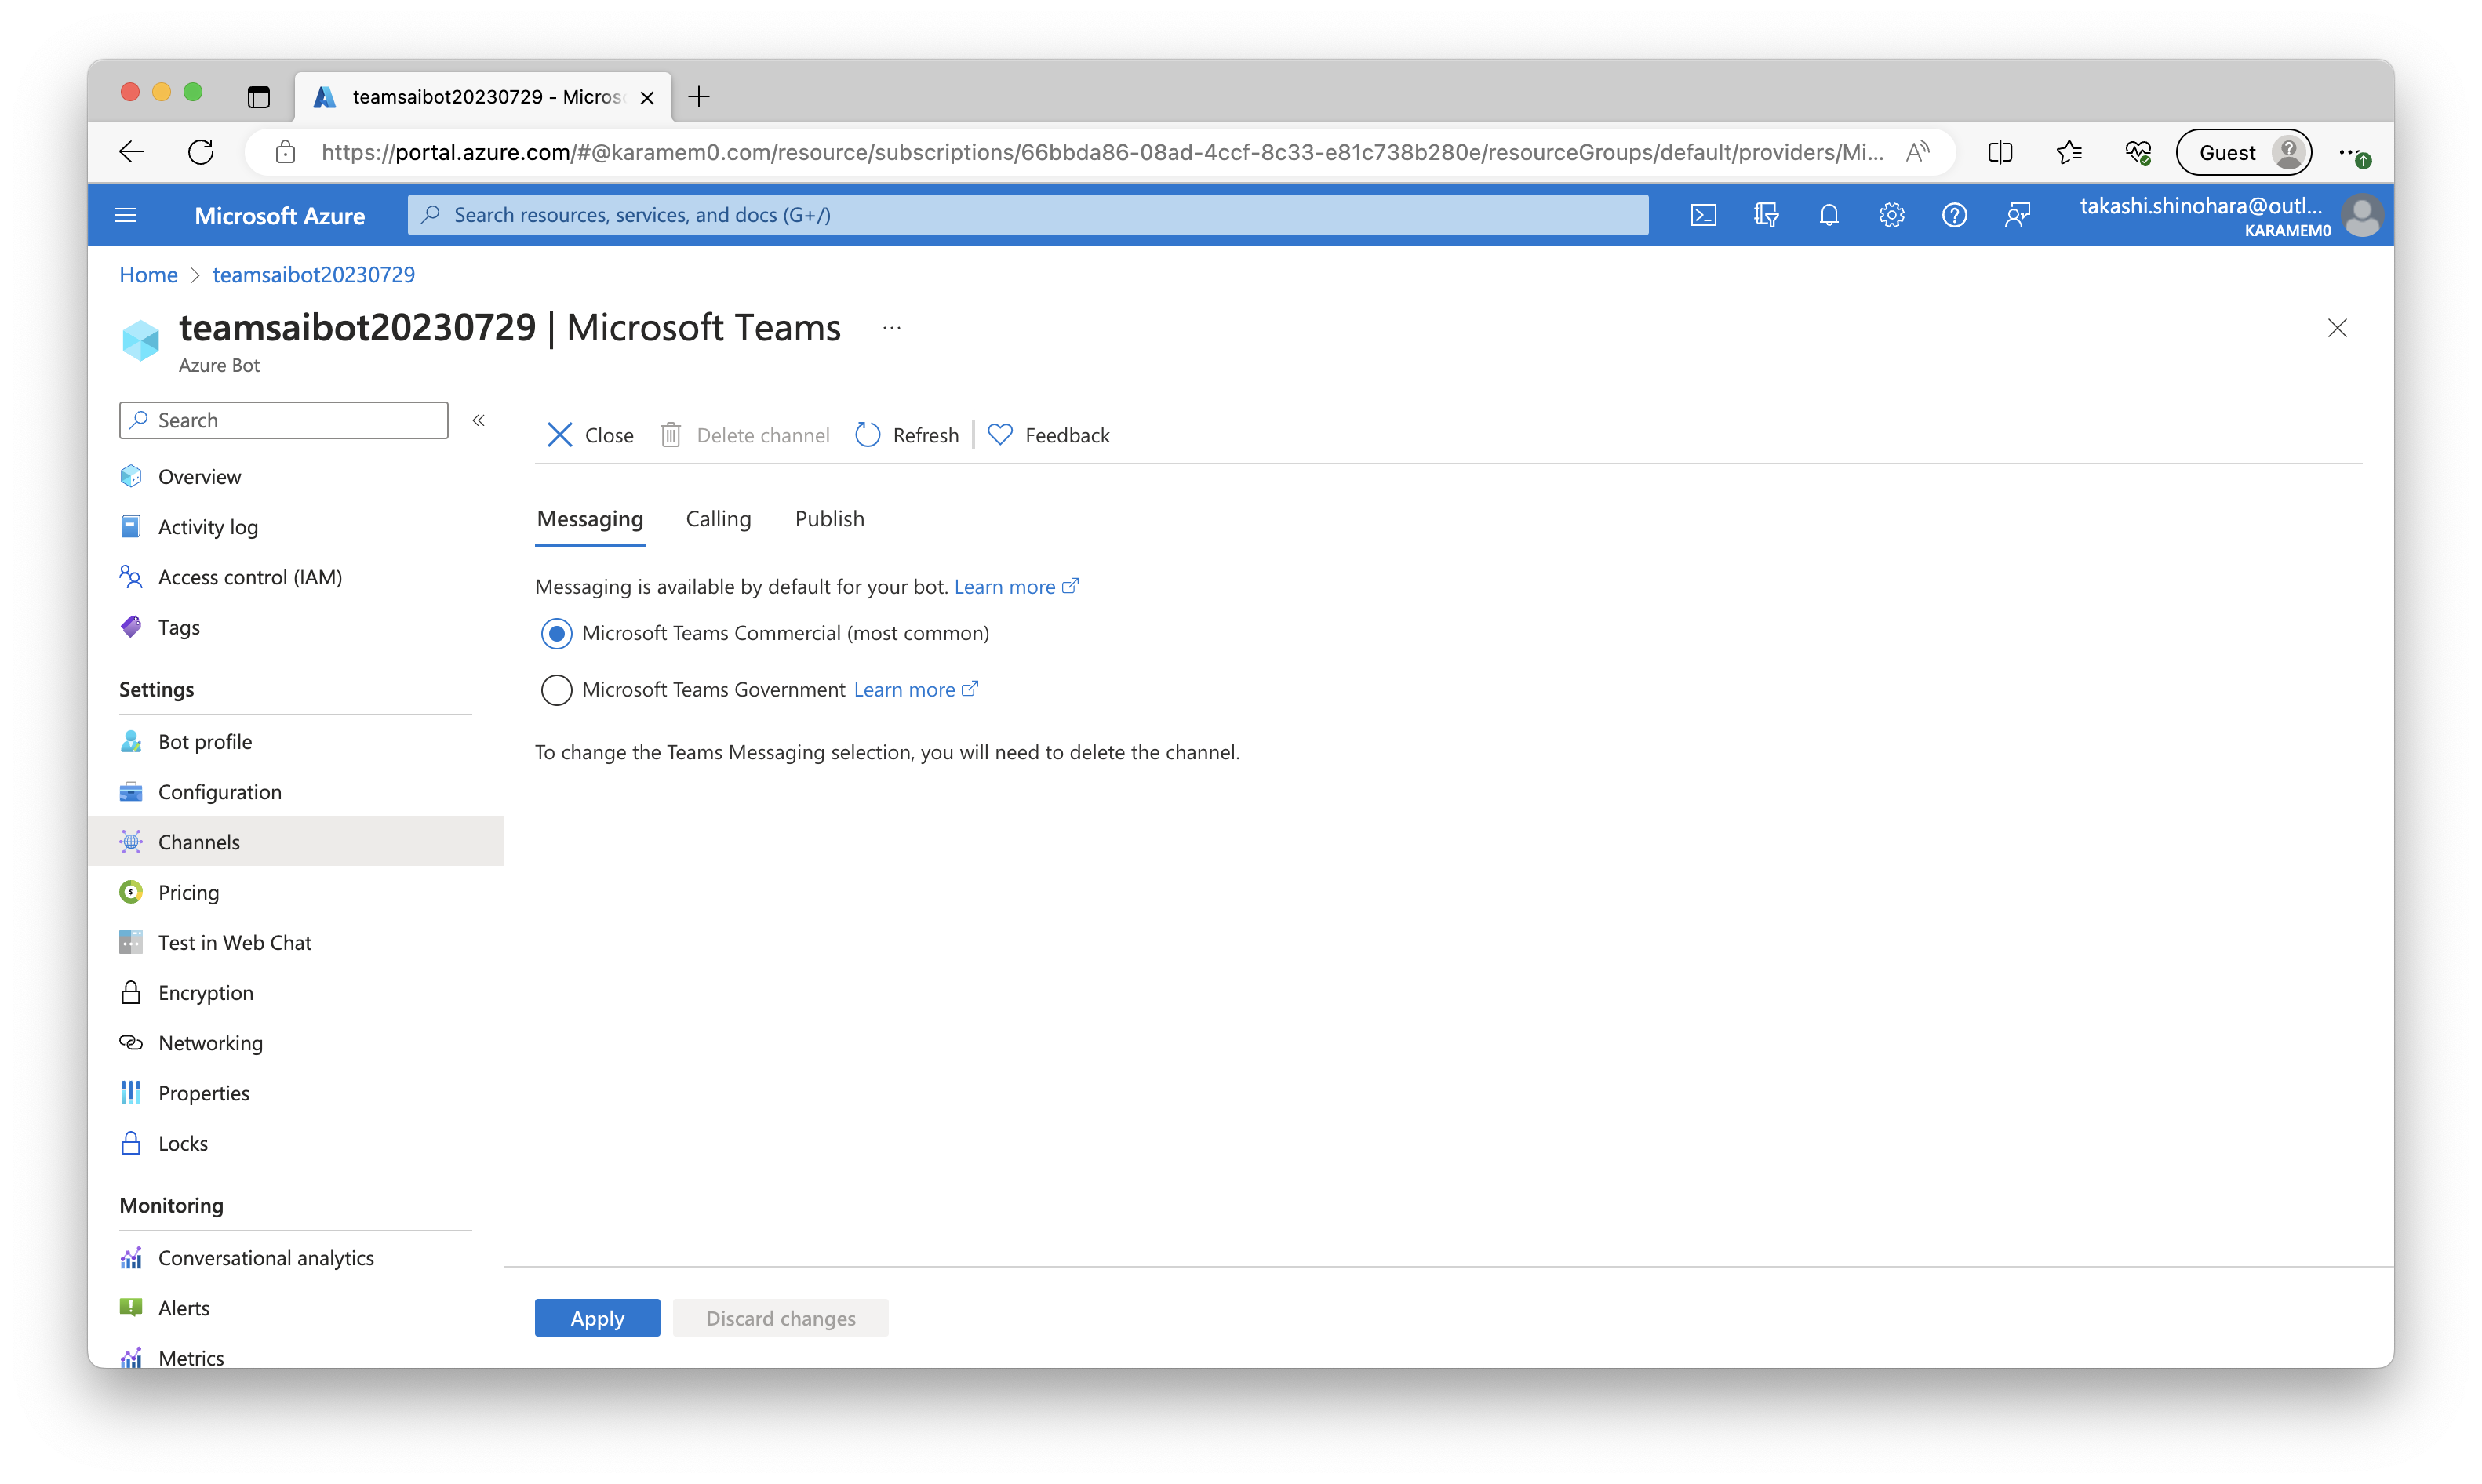 teamsaibot20230729 - Micros
https://portal.azure.com/#@karamem0.com/resource/subscriptions/66bbda86-08ad-4ccf-8c33-e81c738b280e/resourceGroups/default/providers/Mi...
Guest
Microsoft Azure
Search resources, services, and docs (G+/)
takashi.shinohara@outl...
KARAMEM0
Home > teamsaibot20230729
teamsaibot20230729 | Microsoft Teams ...
Azure Bot
Search
Close
Delete channel
Refresh
Feedback
Overview
Activity log
Access control (IAM)
Tags
Settings
Bot profile
Configuration
Channels
Pricing
Test in Web Chat
Encryption
Networking
Properties
Locks
Monitoring
Conversational analytics
Alerts
Metrics
Messaging
Calling
Publish
Messaging is available by default for your bot. Learn more
Microsoft Teams Commercial (most common)
Microsoft Teams Government Learn more
To change the Teams Messaging selection, you will need to delete the channel.
Apply
Discard changes